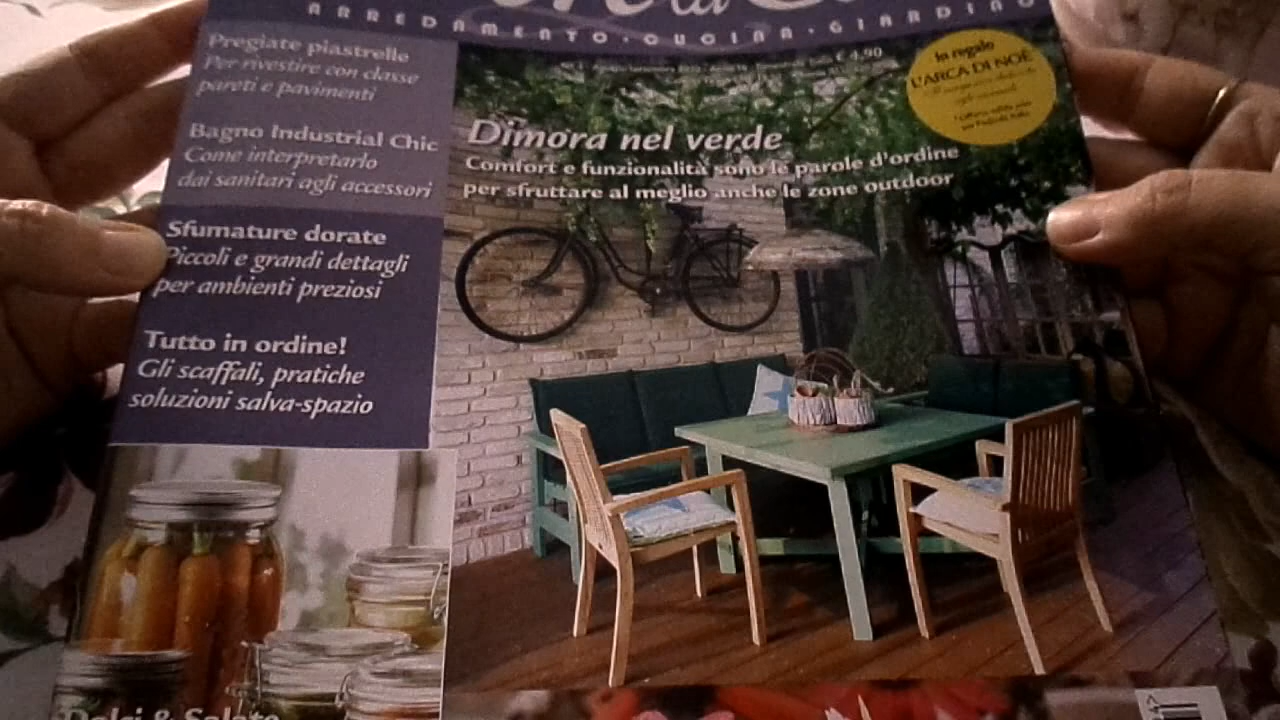 ARREDAMENTO · CUCINA · GIARDINO
€ 4,90
In regalo
L'ARCA DI NOÈ
Pregiate piastrelle
Per rivestire con classe
pareti e pavimenti
Bagno Industrial Chic
Come interpretarlo
dai sanitari agli accessori
Sfumature dorate
Piccoli e grandi dettagli
per ambienti preziosi
Tutto in ordine!
Gli scaffali, pratiche
soluzioni salva-spazio
Dimora nel verde
Comfort e funzionalità sono le parole d'ordine
per sfruttare al meglio anche le zone outdoor
Dolci & Salate